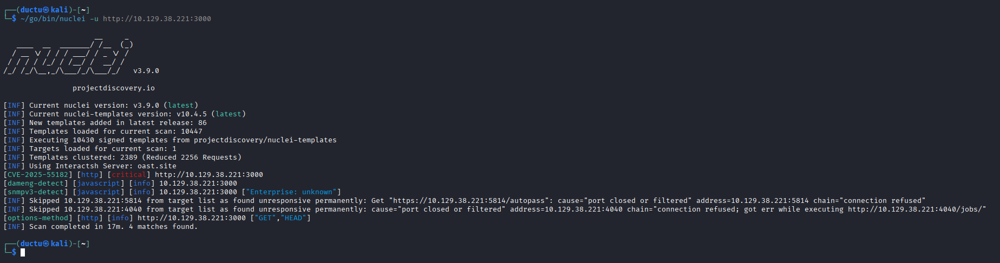 ┌──(ductu㉿kali)-[~]
└─$ ~/go/bin/nuclei -u http://10.129.38.221:3000
                     __     _
   ____  __  _______/ /__  (_)
  / __ \/ / / / ___/ / _ \/ /
 / / / / /_/ / /__/ /  __/ /
/_/ /_/\__,_/\___/_/\___/_/   v3.9.0
projectdiscovery.io
[INF] Current nuclei version: v3.9.0 (latest)
[INF] Current nuclei-templates version: v10.4.5 (latest)
[INF] New templates added in latest release: 86
[INF] Templates loaded for current scan: 10447
[INF] Executing 10430 signed templates from projectdiscovery/nuclei-templates
[INF] Targets loaded for current scan: 1
[INF] Templates clustered: 2389 (Reduced 2256 Requests)
[INF] Using Interactsh Server: oast.site
[CVE-2025-55182] [http] [critical] http://10.129.38.221:3000
[dameng-detect] [javascript] [info] 10.129.38.221:3000
[snmpv3-detect] [javascript] [info] 10.129.38.221:3000 ["Enterprise: unknown"]
[INF] Skipped 10.129.38.221:5814 from target list as found unresponsive permanently: Get "https://10.129.38.221:5814/autopass": cause="port closed or filtered" address=10.129.38.221:5814 chain="connection refused"
[INF] Skipped 10.129.38.221:4040 from target list as found unresponsive permanently: cause="port closed or filtered" address=10.129.38.221:4040 chain="connection refused; got err while executing http://10.129.38.221:4040/jobs/"
[options-method] [http] [info] http://10.129.38.221:3000 ["GET","HEAD"]
[INF] Scan completed in 17m. 4 matches found.
┌──(ductu㉿kali)-[~]
└─$